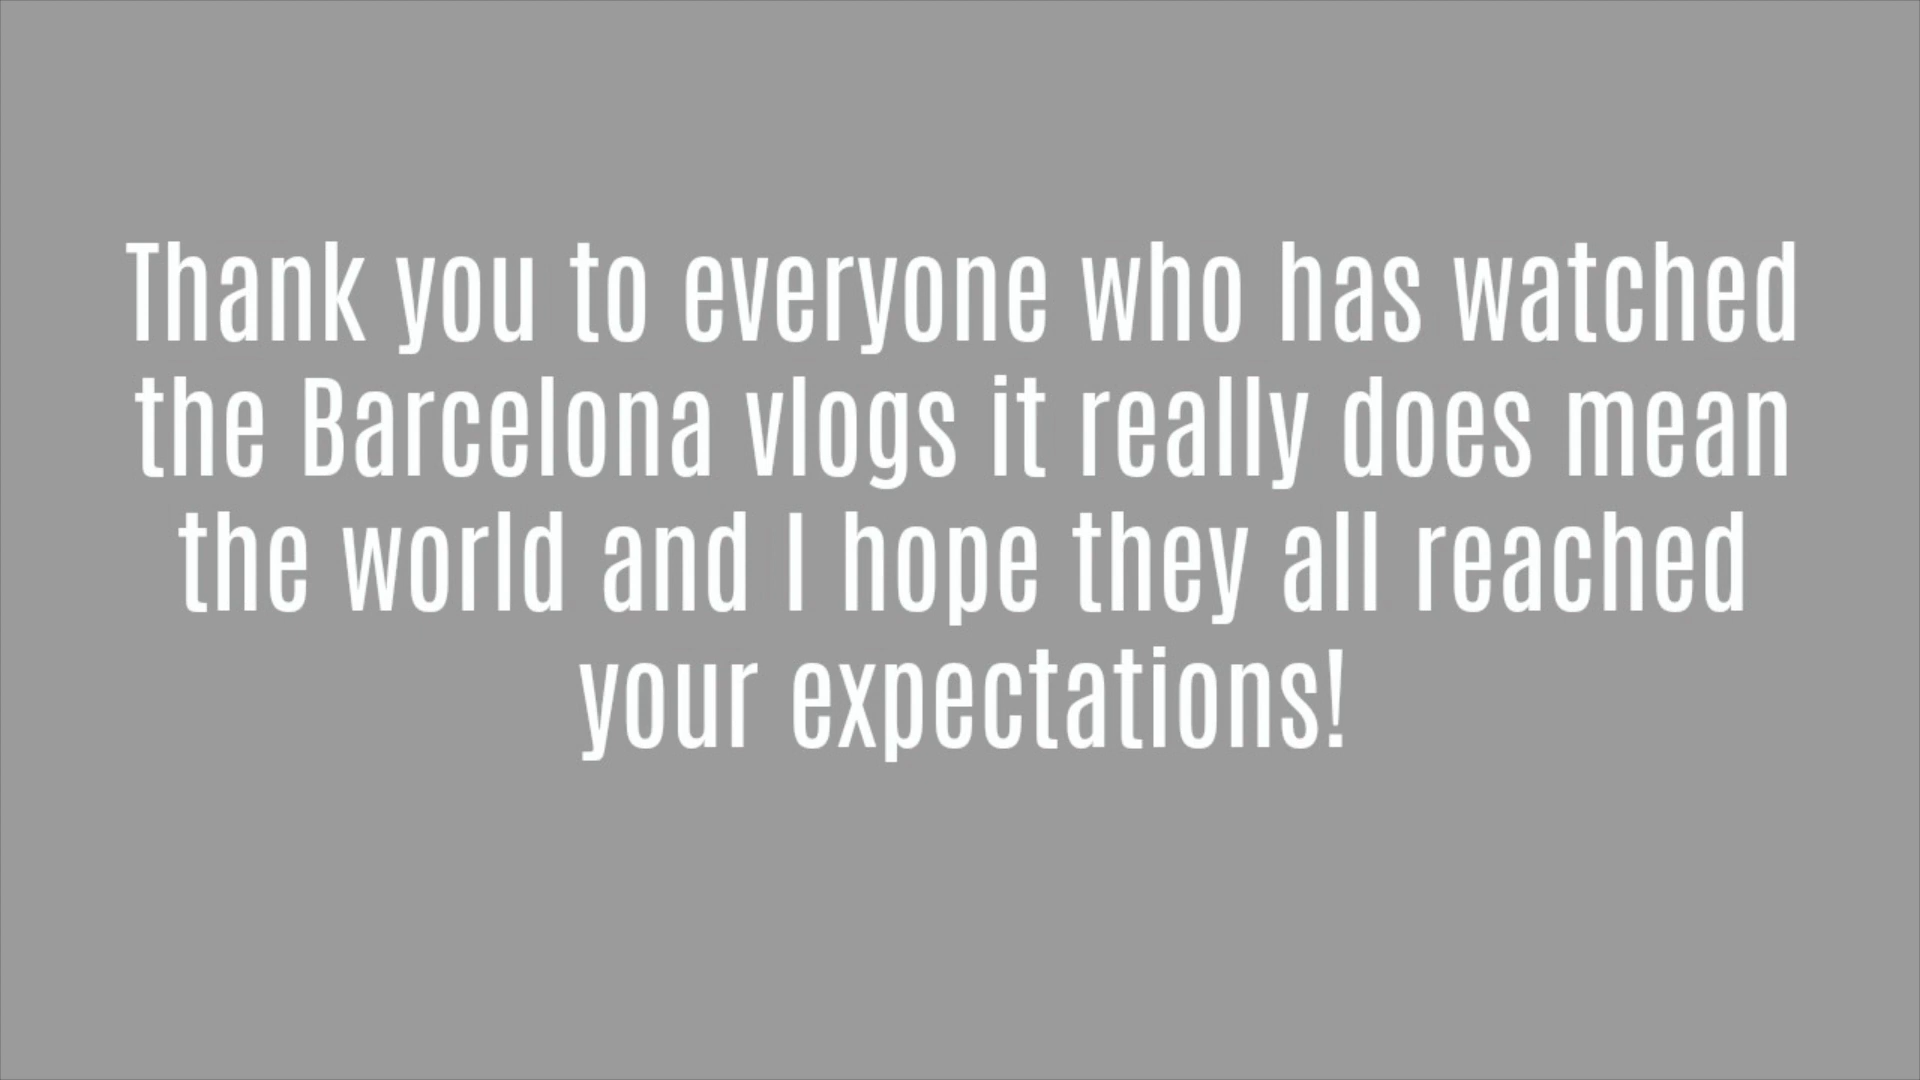 Thank you to everyone who has watched
the Barcelona vlogs it really does mean
the world and I hope they all reached
your expectations!